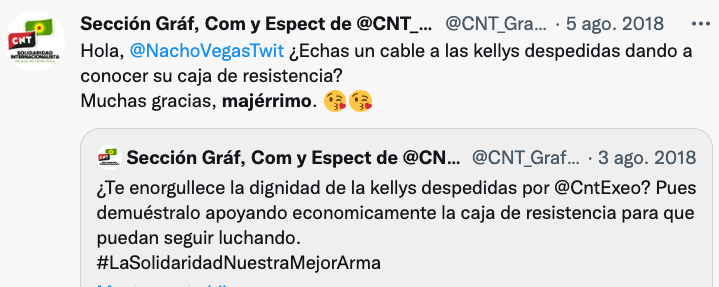 Sección Gráf, Com y Espect de @CNT_... @CNT_Gra... · 5 ago. 2018 ···
Hola, @NachoVegasTwit ¿Echas un cable a las kellys despedidas dando a
conocer su caja de resistencia?
Muchas gracias, majérrimo. 😘😘
CNT
SOLIDARIDAD
INTERNACIONALISTA
Sección Gráf, Com y Espect de @CN... @CNT_Graf... · 3 ago. 2018
¿Te enorgullece la dignidad de la kellys despedidas por @CntExeo? Pues
demuéstralo apoyando economicamente la caja de resistencia para que
puedan seguir luchando.
#LaSolidaridadNuestraMejorArma